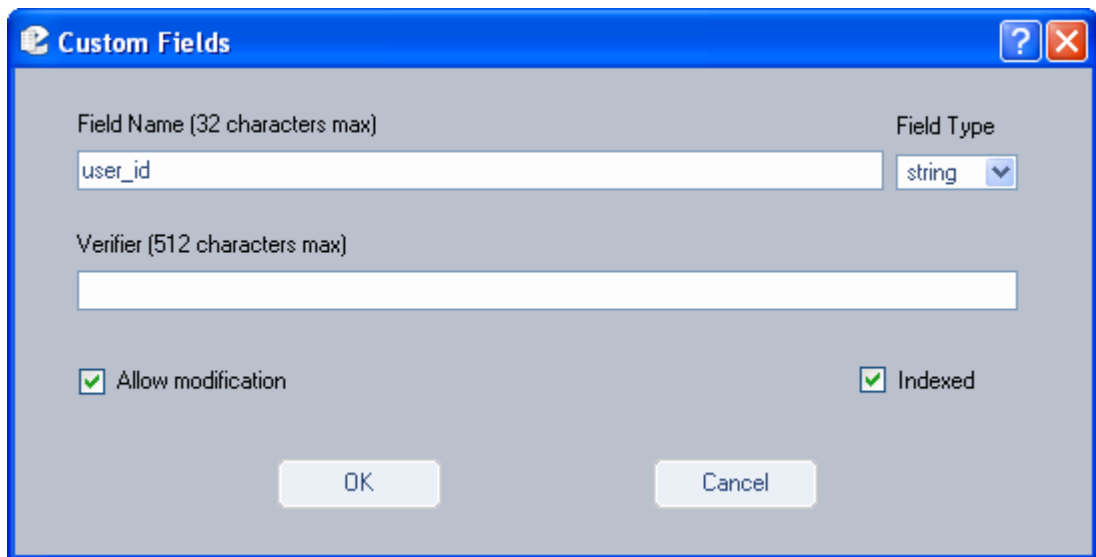 Custom Fields
Field Name (32 characters max)
Field Type
user_id
string
Verifier (512 characters max)
Allow modification
Indexed
OK
Cancel